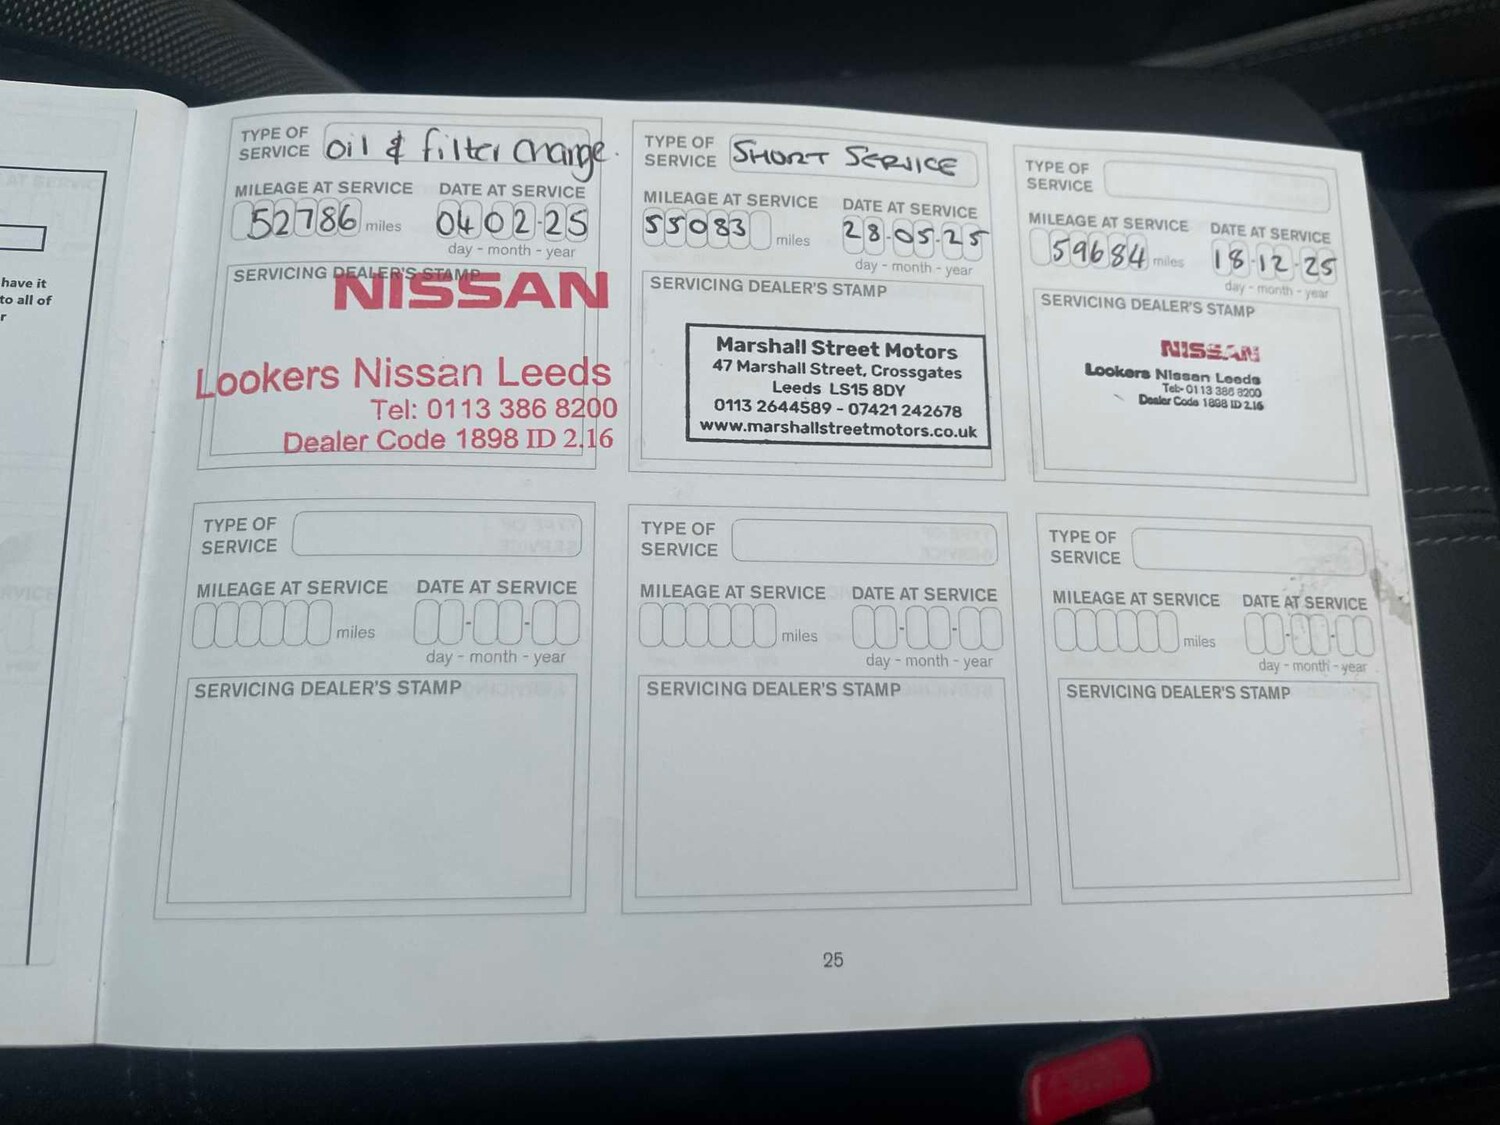 have it
to all of
r
TYPE OF SERVICE oil & filter change.
MILEAGE AT SERVICE DATE AT SERVICE
52786 miles 04-02-25
day - month - year
SERVICING DEALER'S STAMP
NISSAN
Lookers Nissan Leeds
Tel: 0113 386 8200
Dealer Code 1898 ID 2.16
TYPE OF SERVICE SHORT SERVICE
MILEAGE AT SERVICE DATE AT SERVICE
55083 miles 28-05-25
day - month - year
SERVICING DEALER'S STAMP
Marshall Street Motors
47 Marshall Street, Crossgates
Leeds LS15 8DY
0113 2644589 - 07421 242678
www.marshallstreetmotors.co.uk
TYPE OF SERVICE
MILEAGE AT SERVICE DATE AT SERVICE
59684 miles 18-12-25
day - month - year
SERVICING DEALER'S STAMP
NISSAN
Lookers Nissan Leeds
Tel: 0113 386 8200
Dealer Code 1898 ID 2.16
TYPE OF SERVICE
MILEAGE AT SERVICE DATE AT SERVICE
miles - -
day - month - year
SERVICING DEALER'S STAMP
TYPE OF SERVICE
MILEAGE AT SERVICE DATE AT SERVICE
miles - -
day - month - year
SERVICING DEALER'S STAMP
TYPE OF SERVICE
MILEAGE AT SERVICE DATE AT SERVICE
miles - -
day - month - year
SERVICING DEALER'S STAMP
25